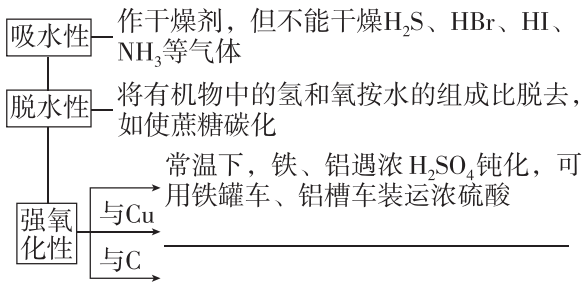 吸水性
作干燥剂，但不能干燥H₂S、HBr、HI、
NH₃等气体
脱水性
将有机物中的氢和氧按水的组成比脱去，
如使蔗糖碳化
常温下，铁、铝遇浓H₂SO₄钝化，可
用铁罐车、铝槽车装运浓硫酸
强氧
化性
与Cu
与C